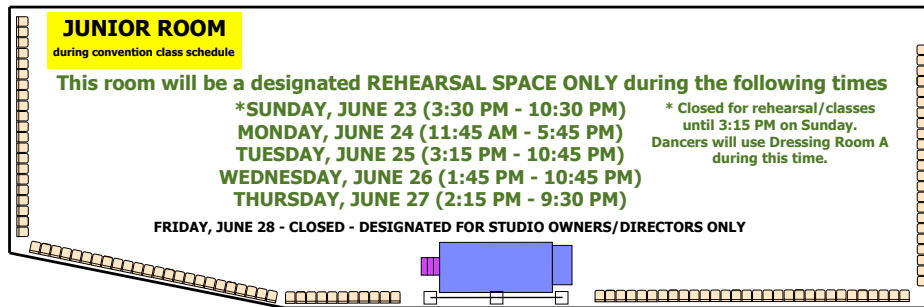 JUNIOR ROOM
during convention class schedule
This room will be a designated REHEARSAL SPACE ONLY during the following times
*SUNDAY, JUNE 23 (3:30 PM - 10:30 PM)
MONDAY, JUNE 24 (11:45 AM - 5:45 PM)
TUESDAY, JUNE 25 (3:15 PM - 10:45 PM)
WEDNESDAY, JUNE 26 (1:45 PM - 10:45 PM)
THURSDAY, JUNE 27 (2:15 PM - 9:30 PM)
* Closed for rehearsal/classes
until 3:15 PM on Sunday.
Dancers will use Dressing Room A
during this time.
FRIDAY, JUNE 28 - CLOSED - DESIGNATED FOR STUDIO OWNERS/DIRECTORS ONLY